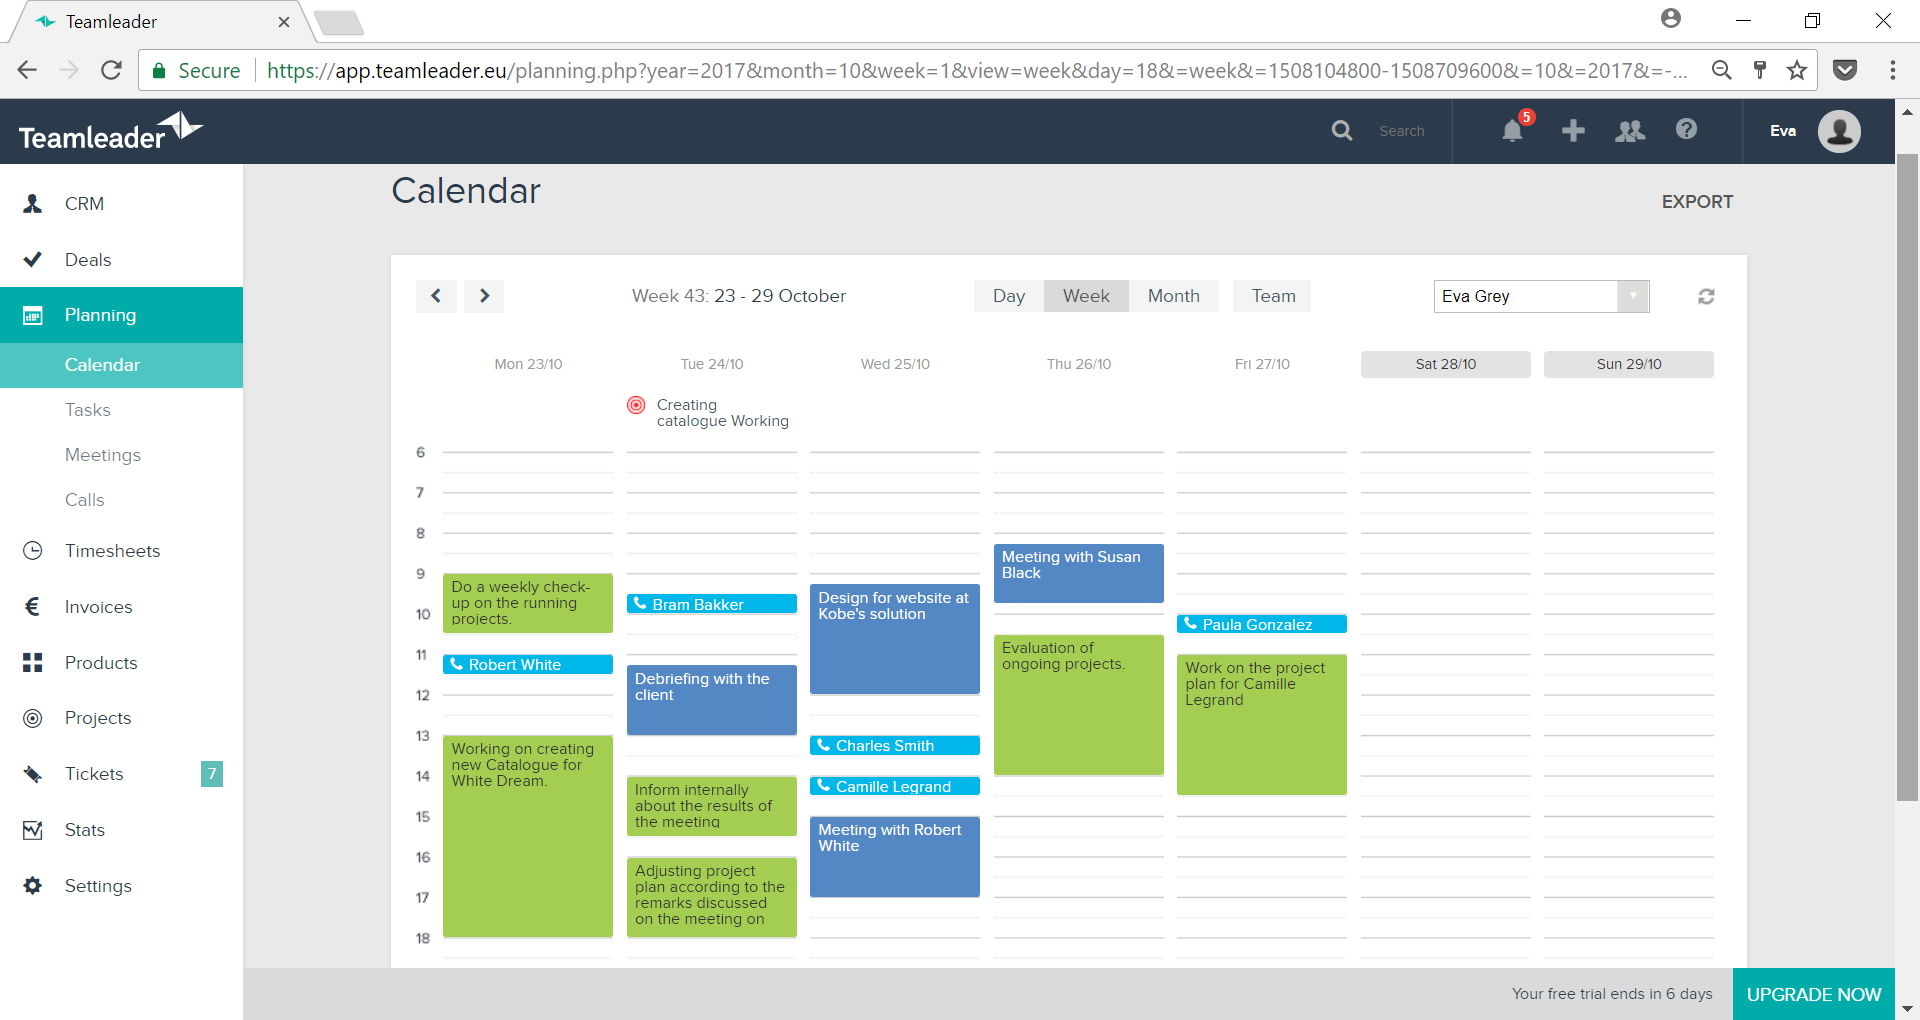 Teamleader
Secure
https://app.teamleader.eu/planning.php?year=2017&month=10&week=1&view=week&day=18&=week&=1508104800-1508709600&=10&=2017&=-...
Teamleader
Search
5
Eva
CRM
Deals
Planning
Calendar
Tasks
Meetings
Calls
Timesheets
Invoices
Products
Projects
Tickets
7
Stats
Settings
Calendar
EXPORT
Week 43: 23 - 29 October
Day
Week
Month
Team
Eva Grey
Mon 23/10
Tue 24/10
Wed 25/10
Thu 26/10
Fri 27/10
Sat 28/10
Sun 29/10
Creating
catalogue Working
6
7
8
9
10
11
12
13
14
15
16
17
18
Do a weekly check-
up on the running
projects.
Robert White
Working on creating
new Catalogue for
White Dream.
Bram Bakker
Debriefing with the
client
Inform internally
about the results of
the meeting
Adjusting project
plan according to the
remarks discussed
on the meeting on
Design for website at
Kobe's solution
Charles Smith
Camille Legrand
Meeting with Robert
White
Meeting with Susan
Black
Evaluation of
ongoing projects.
Paula Gonzalez
Work on the project
plan for Camille
Legrand
Your free trial ends in 6 days
UPGRADE NOW